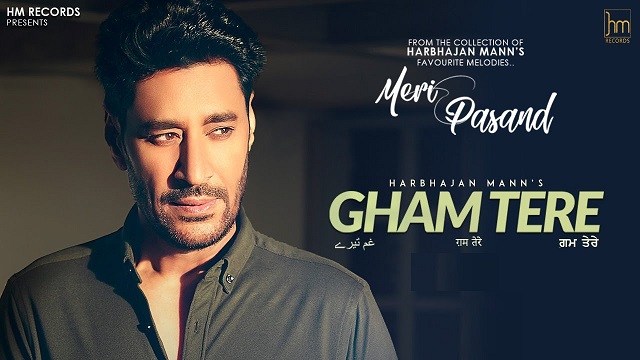 HM RECORDS
PRESENTS
hm
RECORDS
FROM THE COLLECTION OF
HARBHAJAN MANN'S
FAVOURITE MELODIES..
Meri
Pasand
HARBHAJAN MANN'S
GHAM TERE
غم تیرے
ग़म तेरे
ਗਮ ਤੇਰੇ